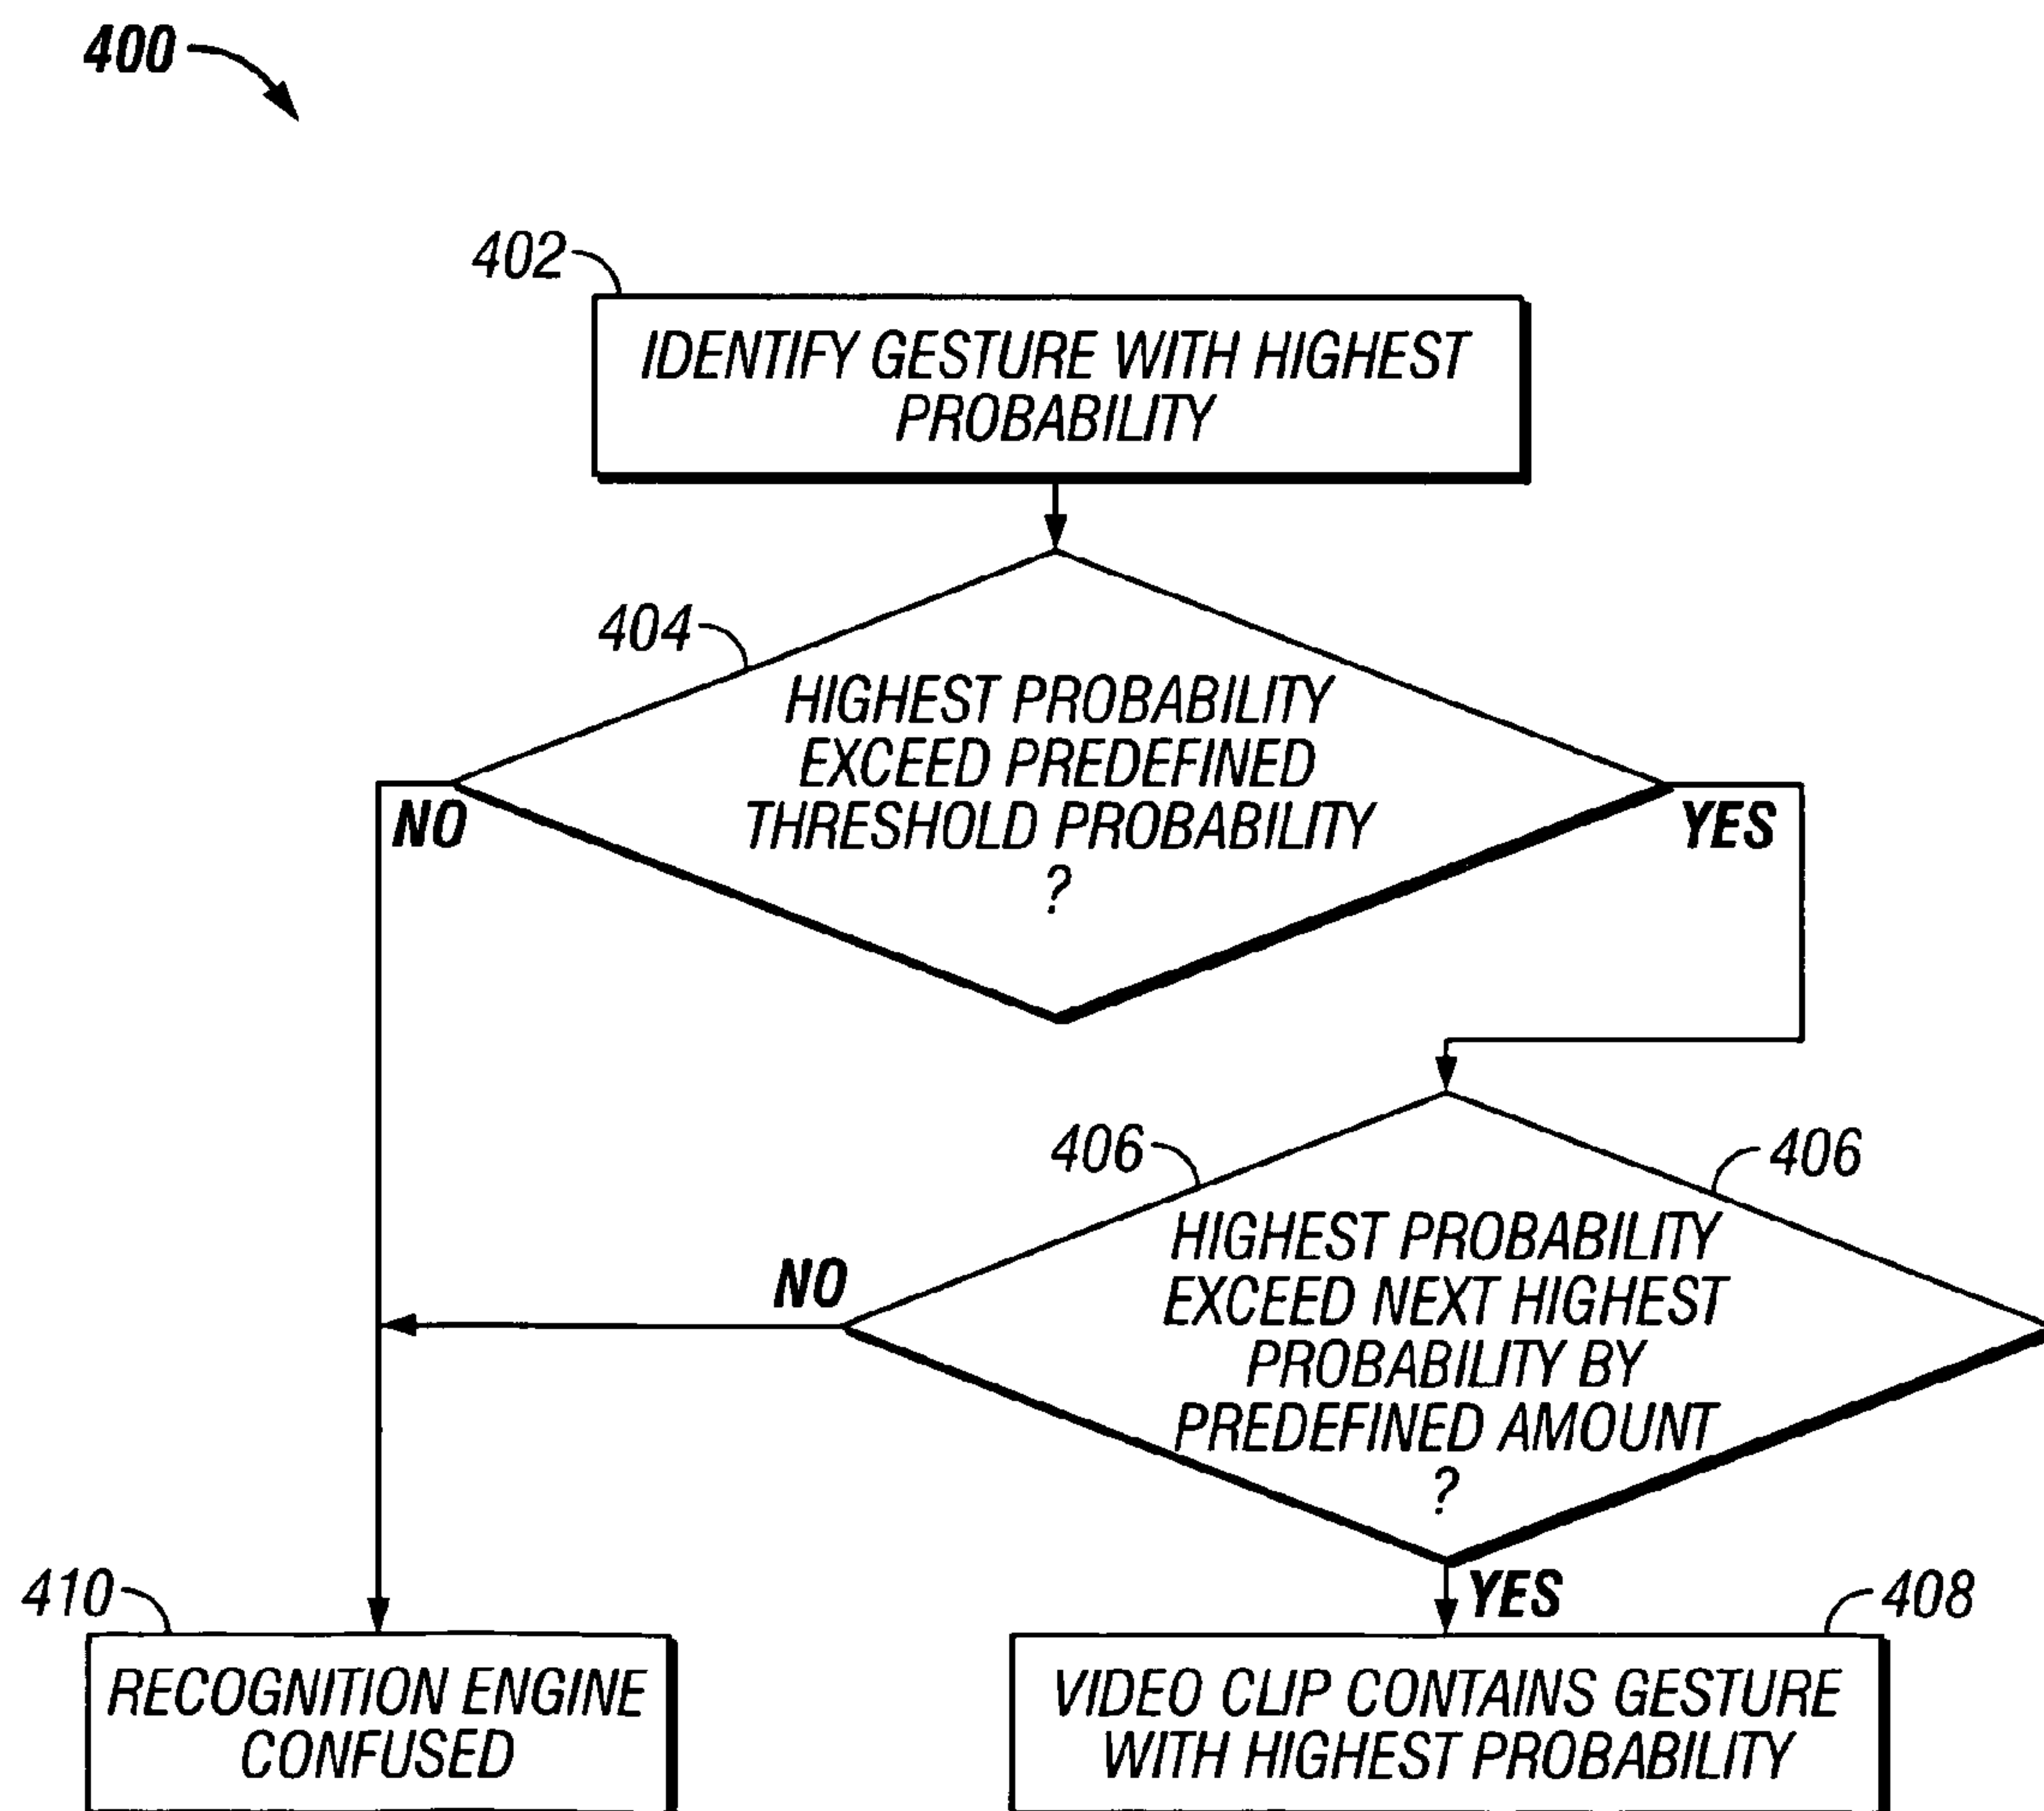 400
402
IDENTIFY GESTURE WITH HIGHEST
PROBABILITY
404
HIGHEST PROBABILITY
EXCEED PREDEFINED
THRESHOLD PROBABILITY
?
NO
YES
406
406
HIGHEST PROBABILITY
EXCEED NEXT HIGHEST
PROBABILITY BY
PREDEFINED AMOUNT
?
NO
YES
410
RECOGNITION ENGINE
CONFUSED
408
VIDEO CLIP CONTAINS GESTURE
WITH HIGHEST PROBABILITY